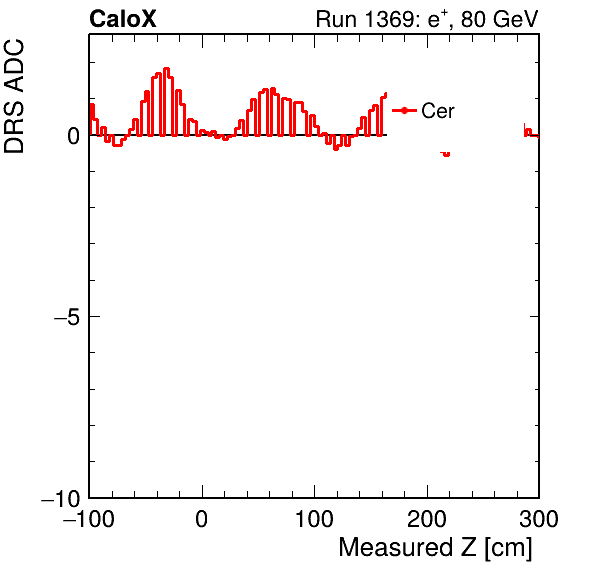 CaloX Run 1369: e⁺, 80 GeV
DRS ADC
Cer
0
−5
−10
−100 0 100 200 300
Measured Z [cm]